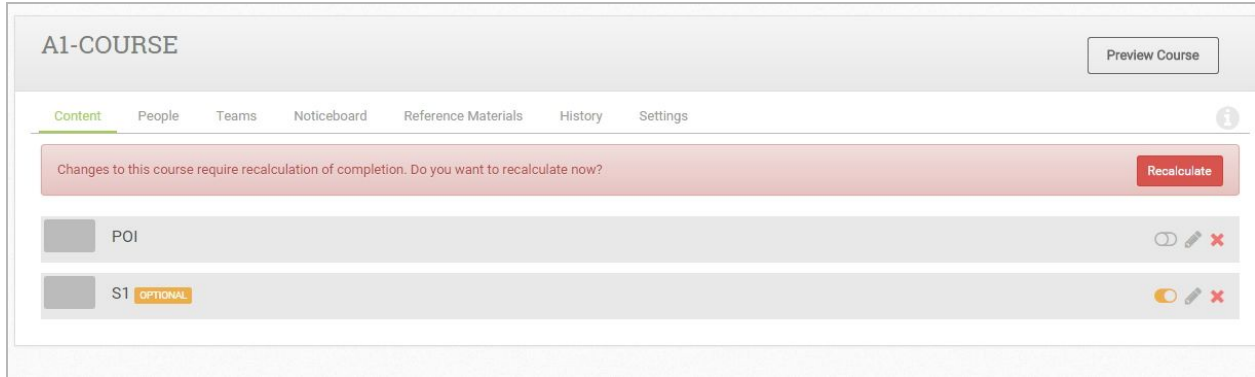 A1-COURSE
Preview Course
Content People Teams Noticeboard Reference Materials History Settings
Changes to this course require recalculation of completion. Do you want to recalculate now? Recalculate
POI
S1 OPTIONAL